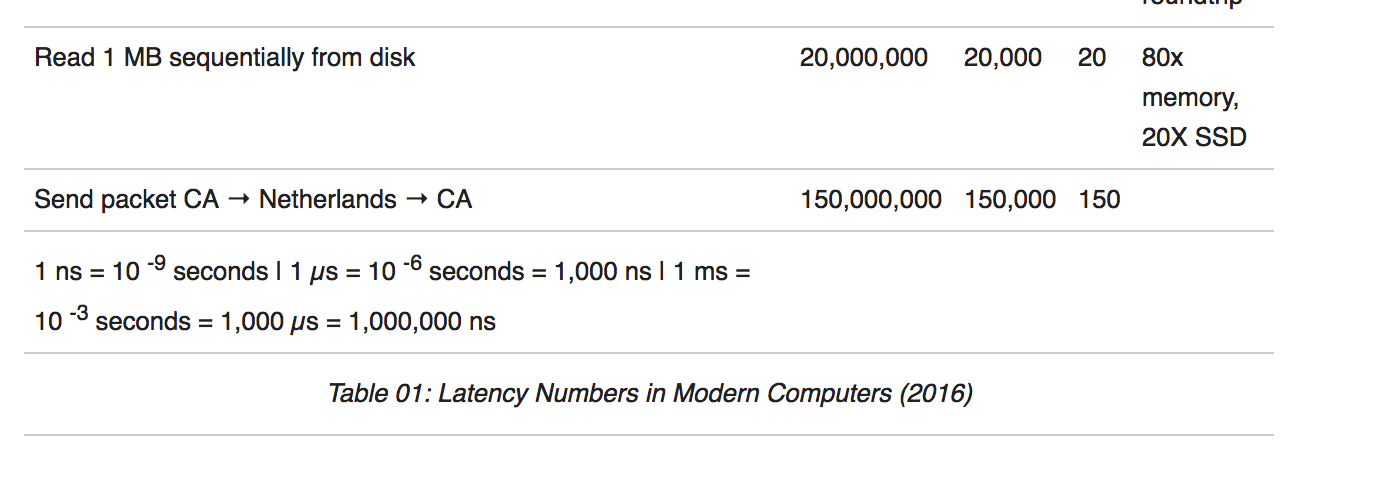 roundtrip
Read 1 MB sequentially from disk 20,000,000 20,000 20 80x
memory,
20X SSD
Send packet CA → Netherlands → CA 150,000,000 150,000 150
1 ns = 10 -9 seconds | 1 µs = 10 -6 seconds = 1,000 ns | 1 ms =
10 -3 seconds = 1,000 µs = 1,000,000 ns
Table 01: Latency Numbers in Modern Computers (2016)